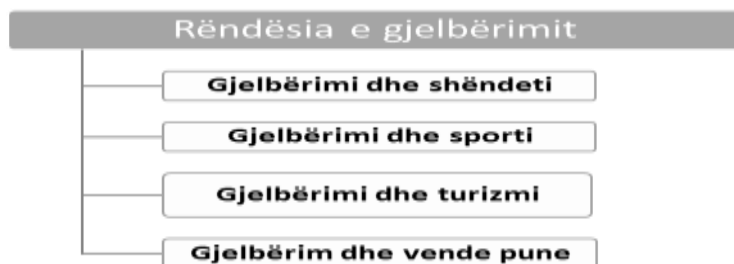 Rëndësia e gjelbërimit
Gjelbërimi dhe shëndeti
Gjelbërimi dhe sporti
Gjelbërimi dhe turizmi
Gjelbërim dhe vende pune